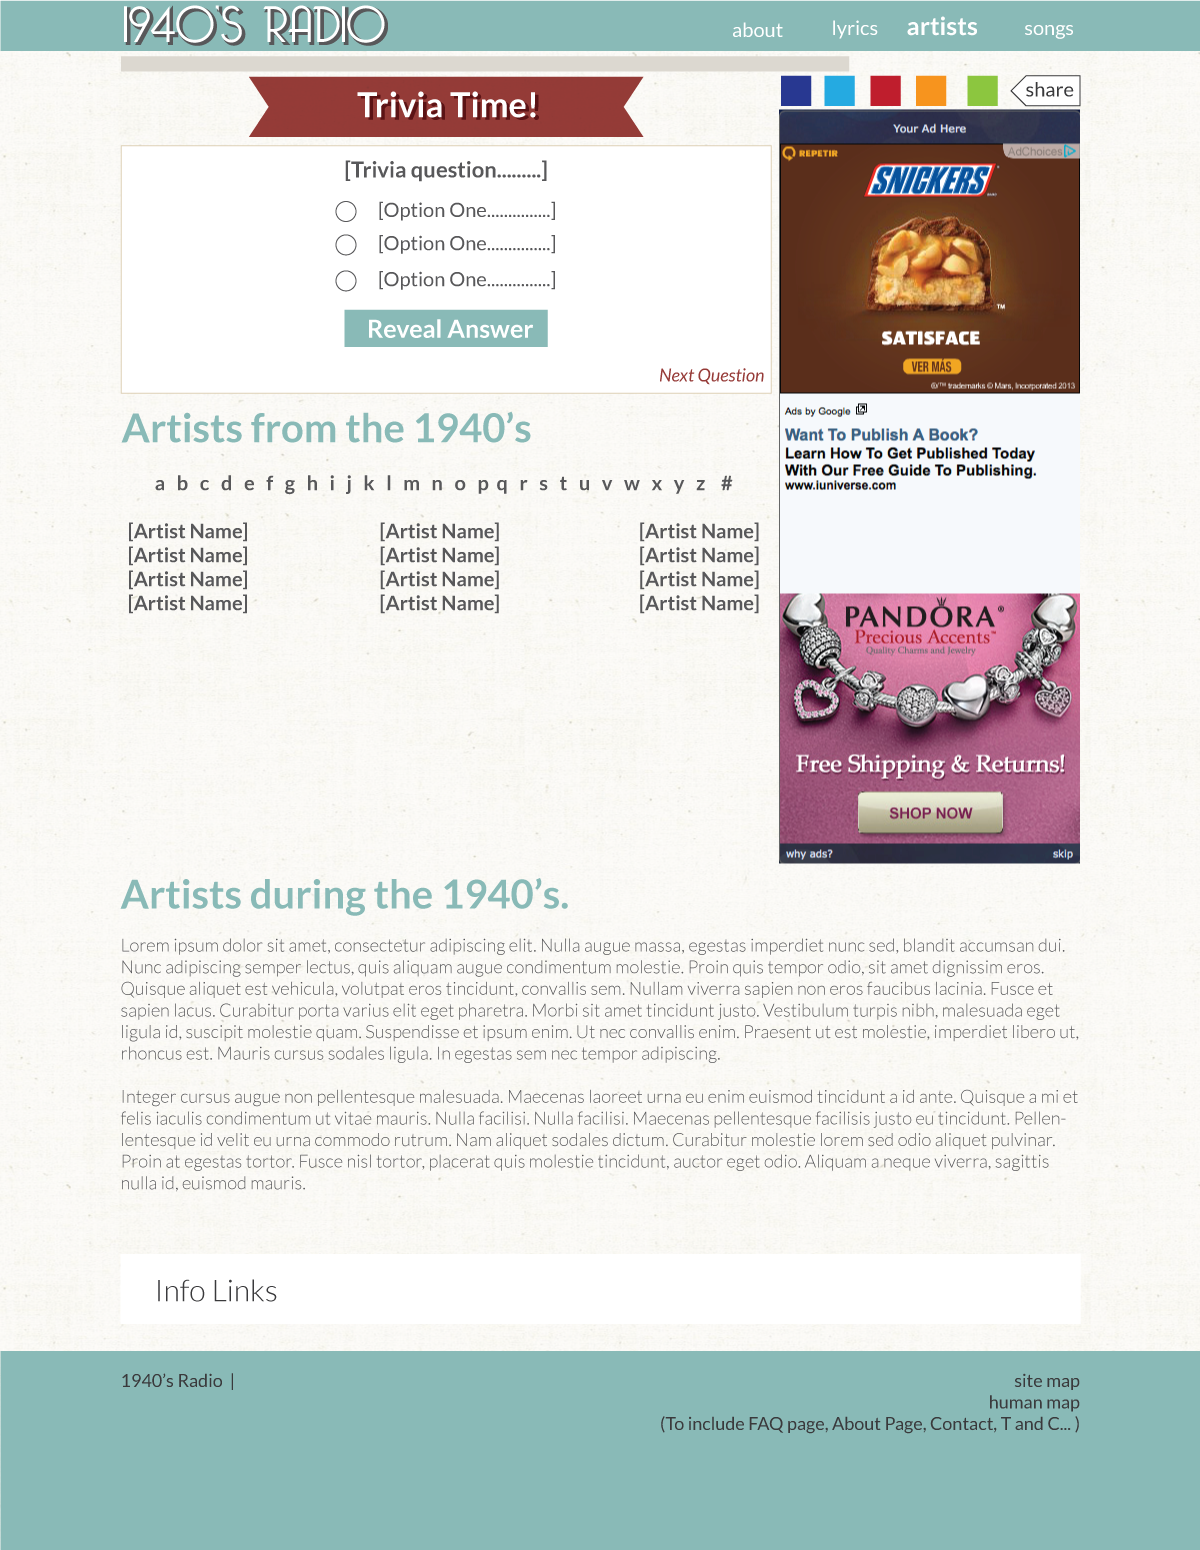 1940'S RADIO
about lyrics artists songs
Trivia Time!
share
[Trivia question.........]
[Option One...............]
[Option One...............]
[Option One...............]
Reveal Answer
Next Question
Your Ad Here
REPETIR
AdChoices
SNICKERS
™
SATISFACE
VER MÁS
®/™ trademarks © Mars, Incorporated 2013
Ads by Google
Want To Publish A Book?
Learn How To Get Published Today
With Our Free Guide To Publishing.
www.iuniverse.com
PANDORA®
Precious Accents™
Quality Charms and Jewelry
Free Shipping & Returns!
SHOP NOW
why ads? skip
Artists from the 1940’s
a b c d e f g h i j k l m n o p q r s t u v w x y z #
[Artist Name] [Artist Name] [Artist Name]
[Artist Name] [Artist Name] [Artist Name]
[Artist Name] [Artist Name] [Artist Name]
[Artist Name] [Artist Name] [Artist Name]
Artists during the 1940’s.
Lorem ipsum dolor sit amet, consectetur adipiscing elit. Nulla augue massa, egestas imperdiet nunc sed, blandit accumsan dui.
Nunc adipiscing semper lectus, quis aliquam augue condimentum molestie. Proin quis tempor odio, sit amet dignissim eros.
Quisque aliquet est vehicula, volutpat eros tincidunt, convallis sem. Nullam viverra sapien non eros faucibus lacinia. Fusce et
sapien lacus. Curabitur porta varius elit eget pharetra. Morbi sit amet tincidunt justo. Vestibulum turpis nibh, malesuada eget
ligula id, suscipit molestie quam. Suspendisse et ipsum enim. Ut nec convallis enim. Praesent ut est molestie, imperdiet libero ut,
rhoncus est. Mauris cursus sodales ligula. In egestas sem nec tempor adipiscing.
Integer cursus augue non pellentesque malesuada. Maecenas laoreet urna eu enim euismod tincidunt a id ante. Quisque a mi et
felis iaculis condimentum ut vitae mauris. Nulla facilisi. Nulla facilisi. Maecenas pellentesque facilisis justo eu tincidunt. Pellen-
lentesque id velit eu urna commodo rutrum. Nam aliquet sodales dictum. Curabitur molestie lorem sed odio aliquet pulvinar.
Proin at egestas tortor. Fusce nisl tortor, placerat quis molestie tincidunt, auctor eget odio. Aliquam a neque viverra, sagittis
nulla id, euismod mauris.
Info Links
1940’s Radio |
site map
human map
(To include FAQ page, About Page, Contact, T and C... )